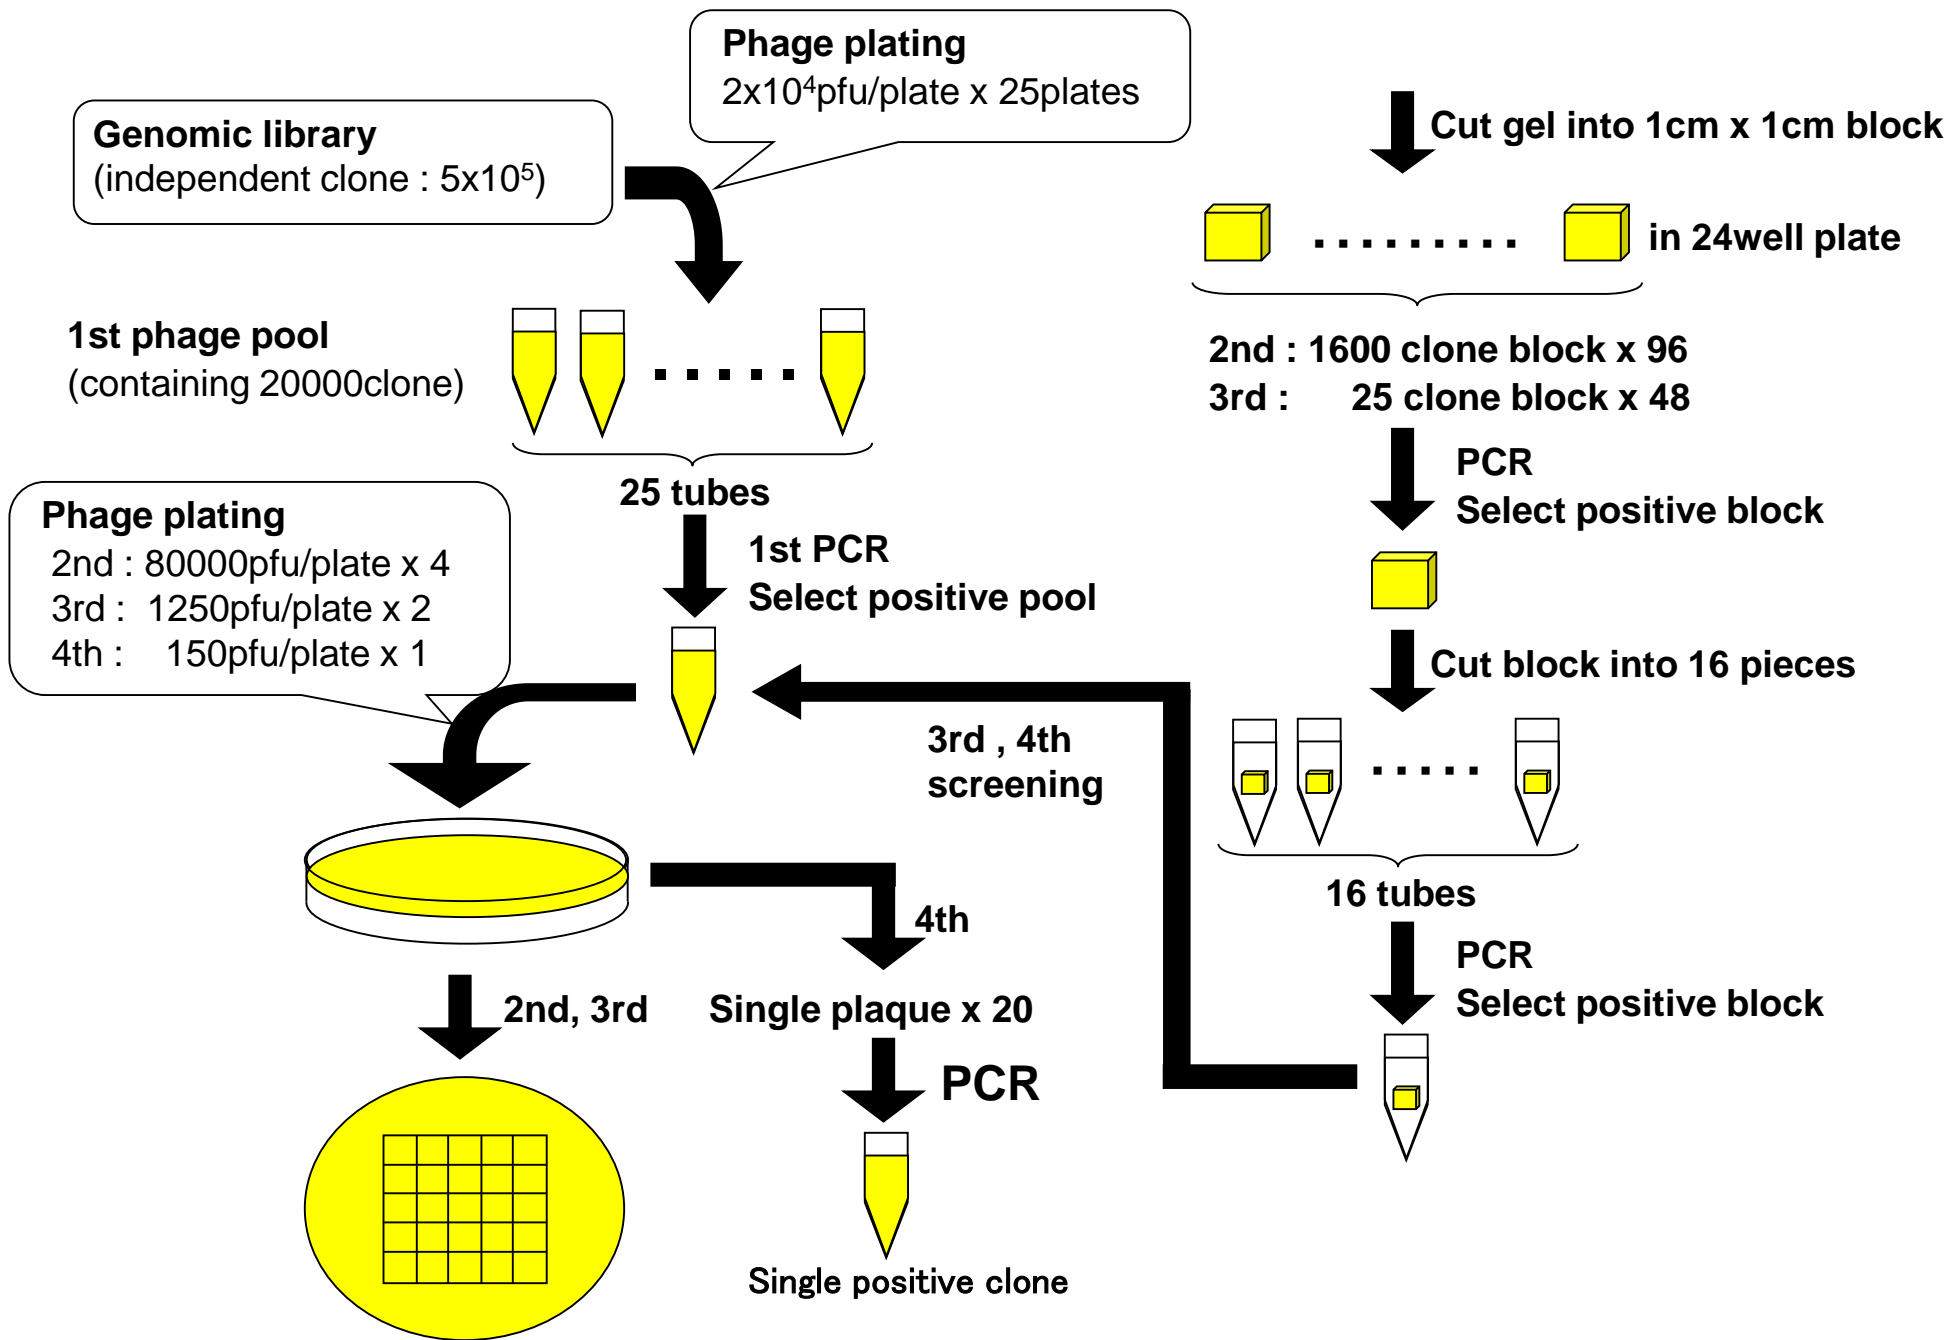 Phage plating
2x10⁴pfu/plate x 25plates
Genomic library
(independent clone : 5x10⁵)
1st phage pool
(containing 20000clone)
25 tubes
1st PCR
Select positive pool
Phage plating
2nd : 80000pfu/plate x 4
3rd : 1250pfu/plate x 2
4th : 150pfu/plate x 1
3rd , 4th
screening
4th
2nd, 3rd
Single plaque x 20
PCR
Single positive clone
Cut gel into 1cm x 1cm block
in 24well plate
2nd : 1600 clone block x 96
3rd : 25 clone block x 48
PCR
Select positive block
Cut block into 16 pieces
16 tubes
PCR
Select positive block